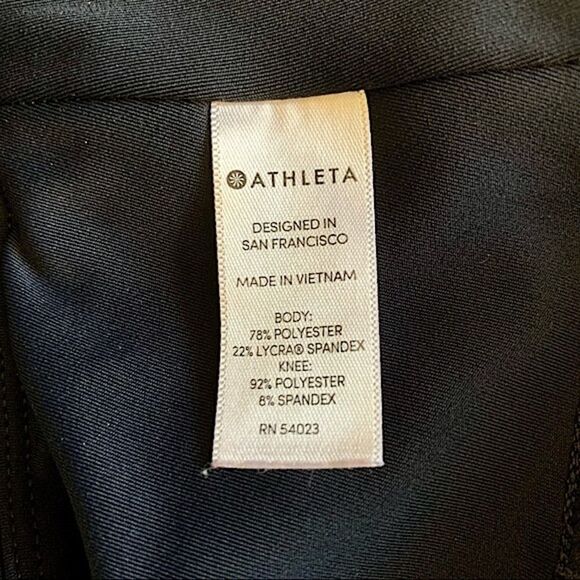 ATHLETA
DESIGNED IN
SAN FRANCISCO
MADE IN VIETNAM
BODY:
78% POLYESTER
22% LYCRA® SPANDEX
KNEE:
92% POLYESTER
8% SPANDEX
RN 54023